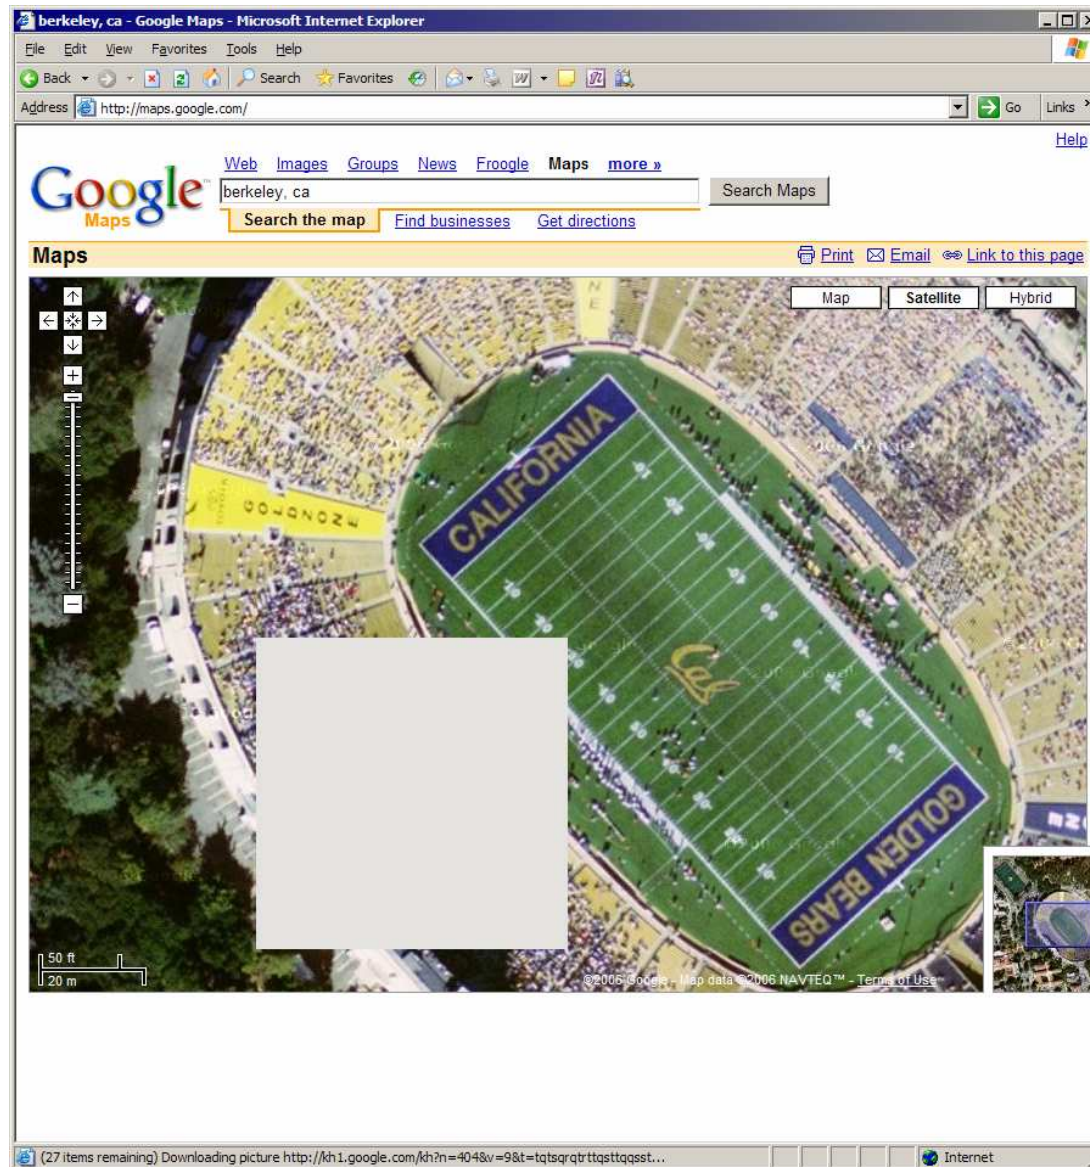 berkeley, ca - Google Maps - Microsoft Internet Explorer
File Edit View Favorites Tools Help
Back Search Favorites
Address http://maps.google.com/ Go Links
Help
Web Images Groups News Froogle Maps more »
Google Maps
berkeley, ca Search Maps
Search the map Find businesses Get directions
Maps Print Email Link to this page
Map Satellite Hybrid
CALIFORNIA
Cal
GOLDEN BEARS
50 ft
20 m
©2006 Google - Map data ©2006 NAVTEQ™ - Terms of Use
(27 items remaining) Downloading picture http://kh1.google.com/kh?n=404&v=9&t=tqtsqrqtrttqsttqqsst... Internet